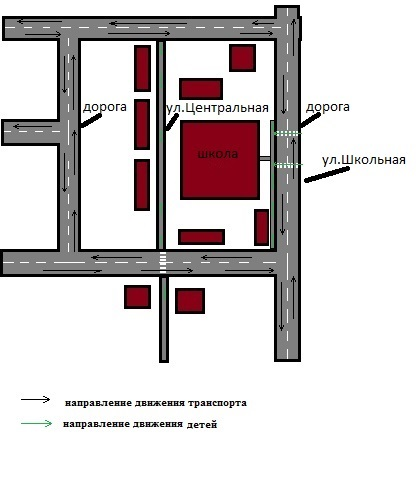 дорога
ул.Центральная
дорога
школа
ул.Школьная
направление движения транспорта
направление движения детей